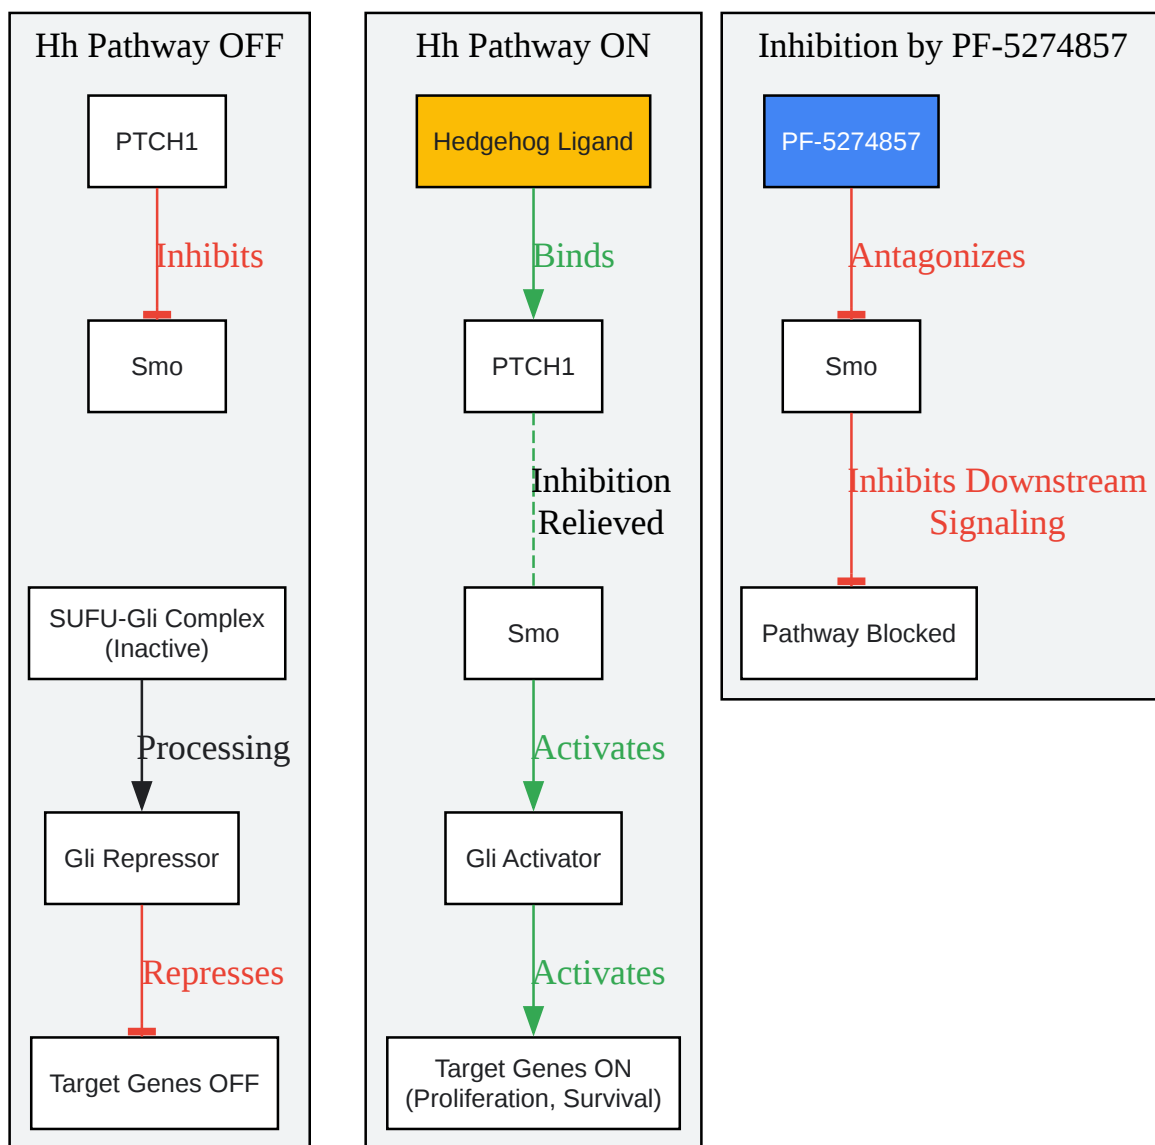 Hh Pathway OFF
PTCH1
Inhibits
Smo
SUFU-Gli Complex
(Inactive)
Processing
Gli Repressor
Represses
Target Genes OFF
Hh Pathway ON
Hedgehog Ligand
Binds
PTCH1
Inhibition
Relieved
Smo
Activates
Gli Activator
Activates
Target Genes ON
(Proliferation, Survival)
Inhibition by PF-5274857
PF-5274857
Antagonizes
Smo
Inhibits Downstream
Signaling
Pathway Blocked